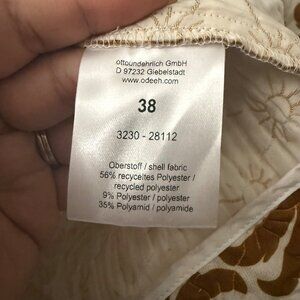 ottoundehrlich GmbH
D 97232 Giebelstadt
www.odeeh.com
38
3230 - 28112
Oberstoff / shell fabric
56% recyceltes Polyester /
recycled polyester
9% Polyester / polyester
35% Polyamid / polyamide